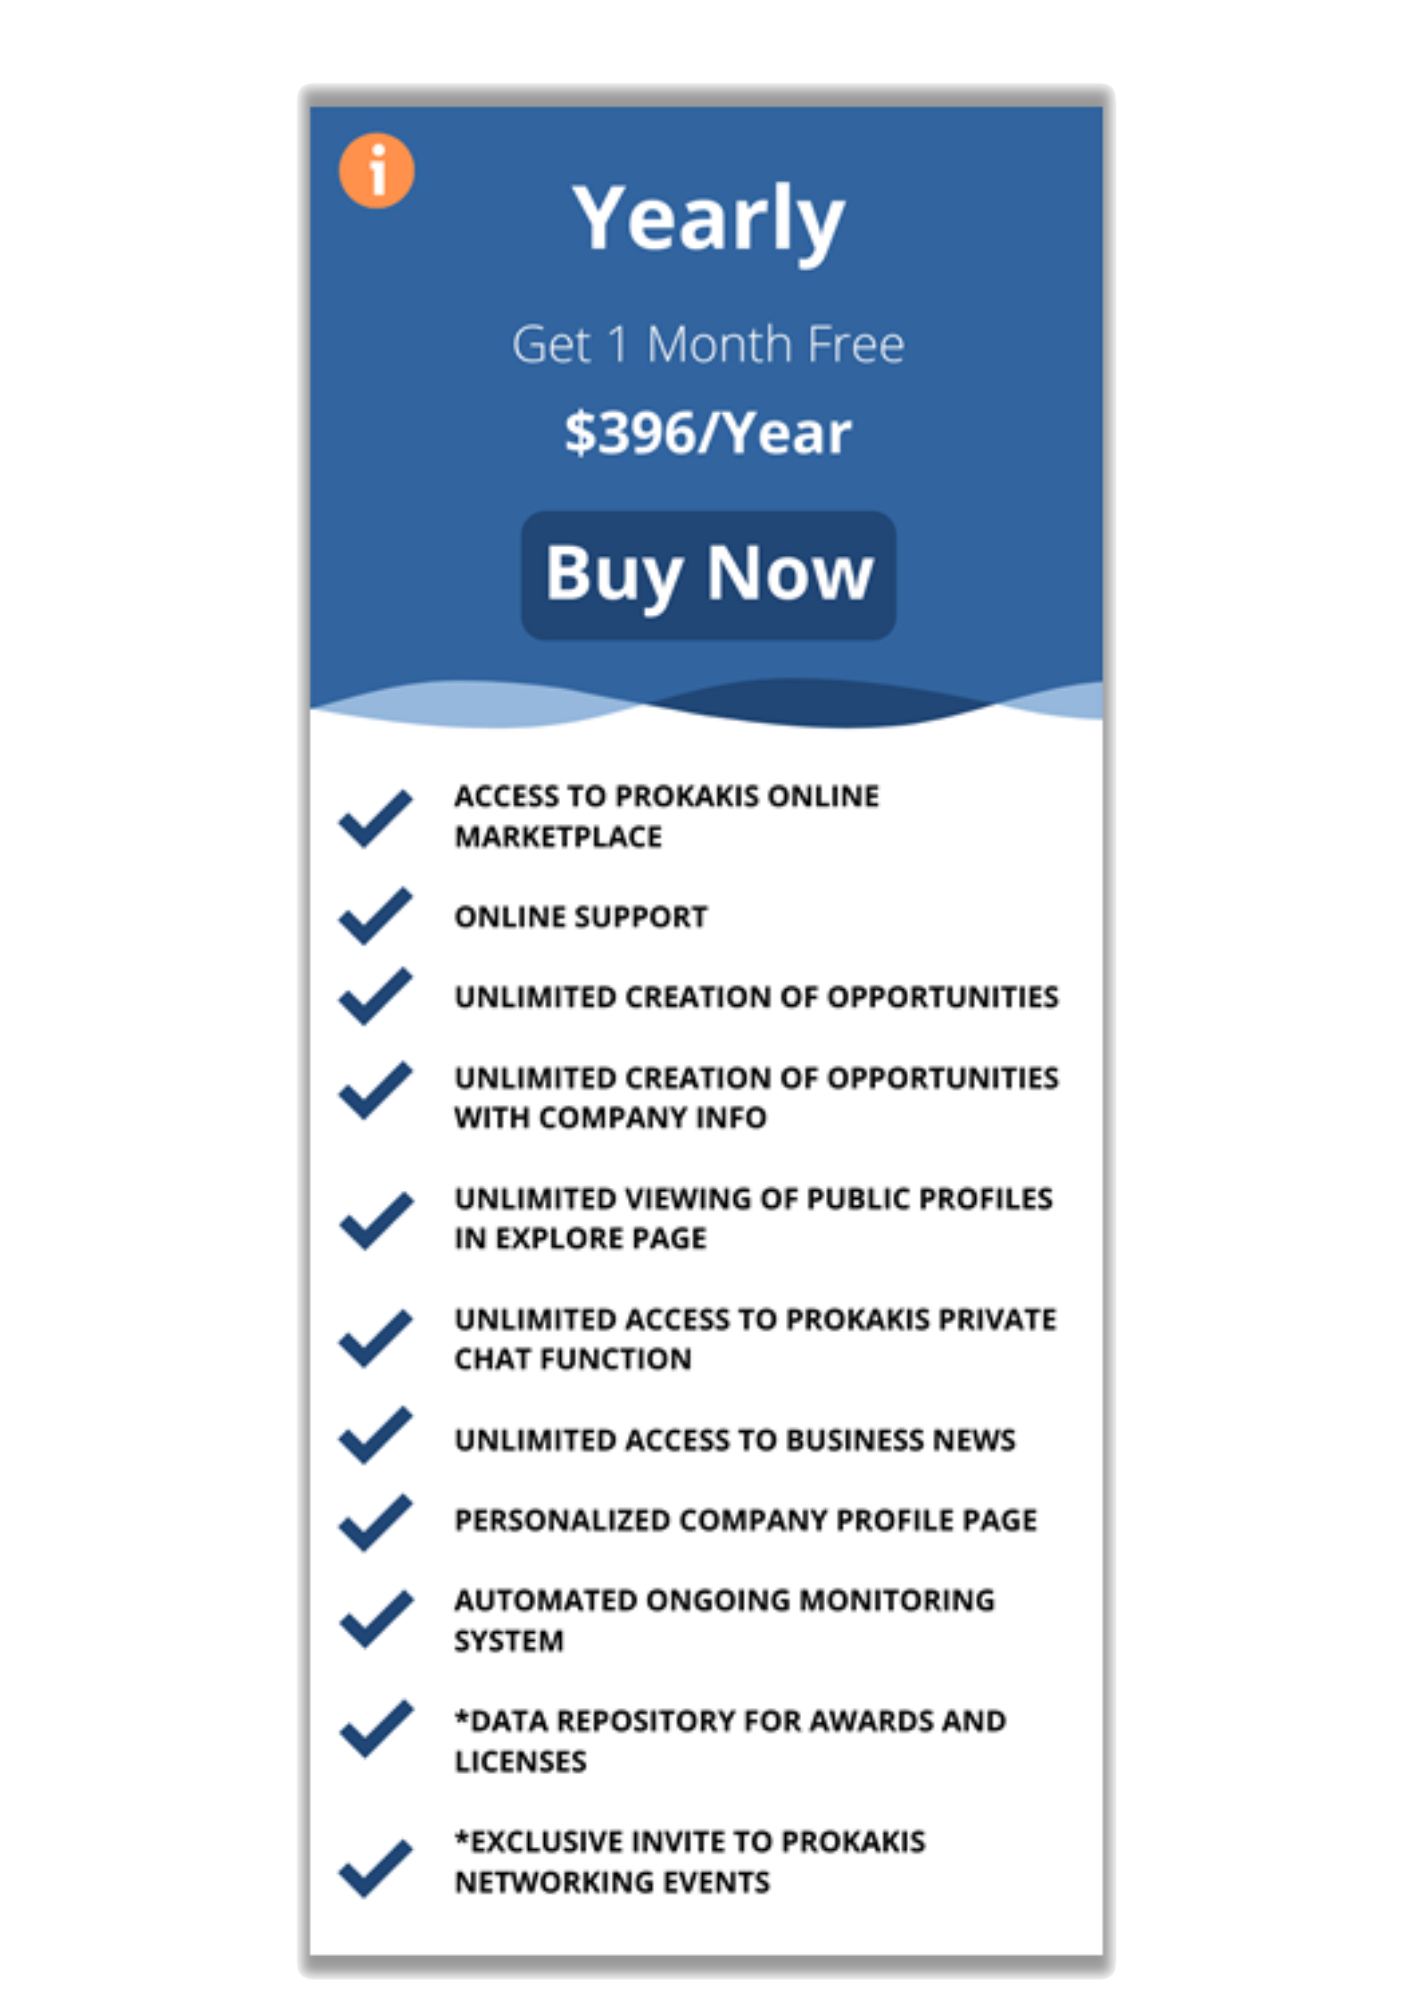 i
Yearly
Get 1 Month Free
$396/Year
Buy Now
ACCESS TO PROKAKIS ONLINE
MARKETPLACE
ONLINE SUPPORT
UNLIMITED CREATION OF OPPORTUNITIES
UNLIMITED CREATION OF OPPORTUNITIES
WITH COMPANY INFO
UNLIMITED VIEWING OF PUBLIC PROFILES
IN EXPLORE PAGE
UNLIMITED ACCESS TO PROKAKIS PRIVATE
CHAT FUNCTION
UNLIMITED ACCESS TO BUSINESS NEWS
PERSONALIZED COMPANY PROFILE PAGE
AUTOMATED ONGOING MONITORING
SYSTEM
*DATA REPOSITORY FOR AWARDS AND
LICENSES
*EXCLUSIVE INVITE TO PROKAKIS
NETWORKING EVENTS